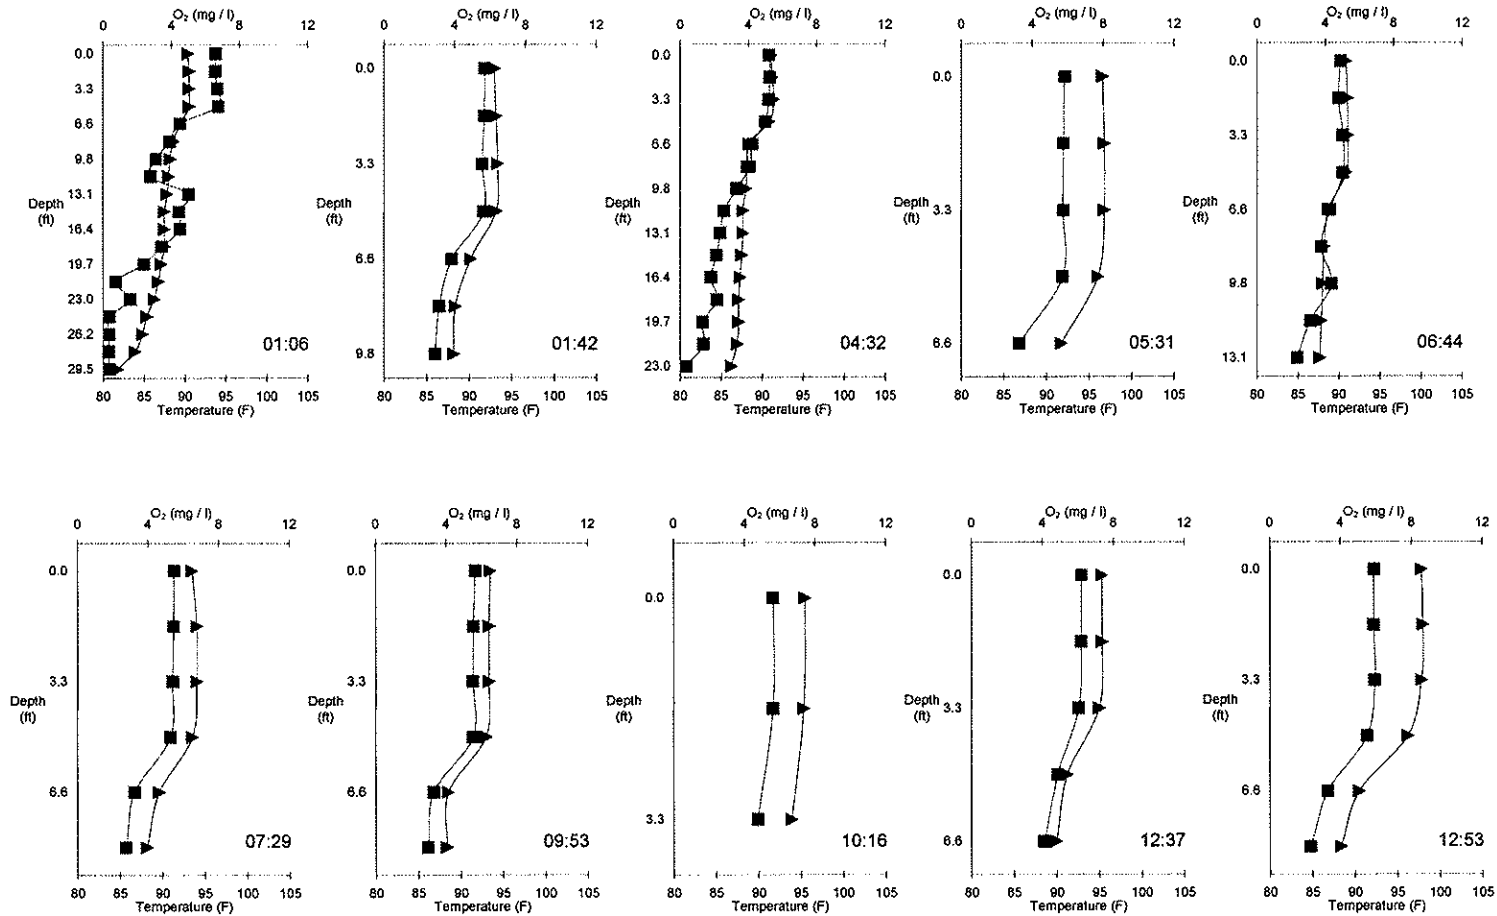 O₂ (mg / l)
0 4 8 12
0.0
3.3
6.6
9.8
13.1
Depth
(ft)
16.4
19.7
23.0
26.2
29.5
01:06
80 85 90 95 100 105
Temperature (F)
O₂ (mg / l)
0 4 8 12
0.0
3.3
Depth
(ft)
6.6
9.8
01:42
80 85 90 95 100 105
Temperature (F)
O₂ (mg / l)
0 4 8 12
0.0
3.3
6.6
9.8
Depth
(ft)
13.1
16.4
19.7
23.0
04:32
80 85 90 95 100 105
Temperature (F)
O₂ (mg / l)
0 4 8 12
0.0
3.3
Depth
(ft)
6.6
05:31
80 85 90 95 100 105
Temperature (F)
O₂ (mg / l)
0 4 8 12
0.0
3.3
6.6
Depth
(ft)
9.8
13.1
06:44
80 85 90 95 100 105
Temperature (F)
O₂ (mg / l)
0 4 8 12
0.0
3.3
Depth
(ft)
6.6
07:29
80 85 90 95 100 105
Temperature (F)
O₂ (mg / l)
0 4 8 12
0.0
3.3
Depth
(ft)
6.6
09:53
80 85 90 95 100 105
Temperature (F)
O₂ (mg / l)
0 4 8 12
0.0
Depth
(ft)
3.3
10:16
80 85 90 95 100 105
Temperature (F)
O₂ (mg / l)
0 4 8 12
0.0
3.3
Depth
(ft)
6.6
12:37
80 85 90 95 100 105
Temperature (F)
O₂ (mg / l)
0 4 8 12
0.0
3.3
Depth
(ft)
6.6
12:53
80 85 90 95 100 105
Temperature (F)